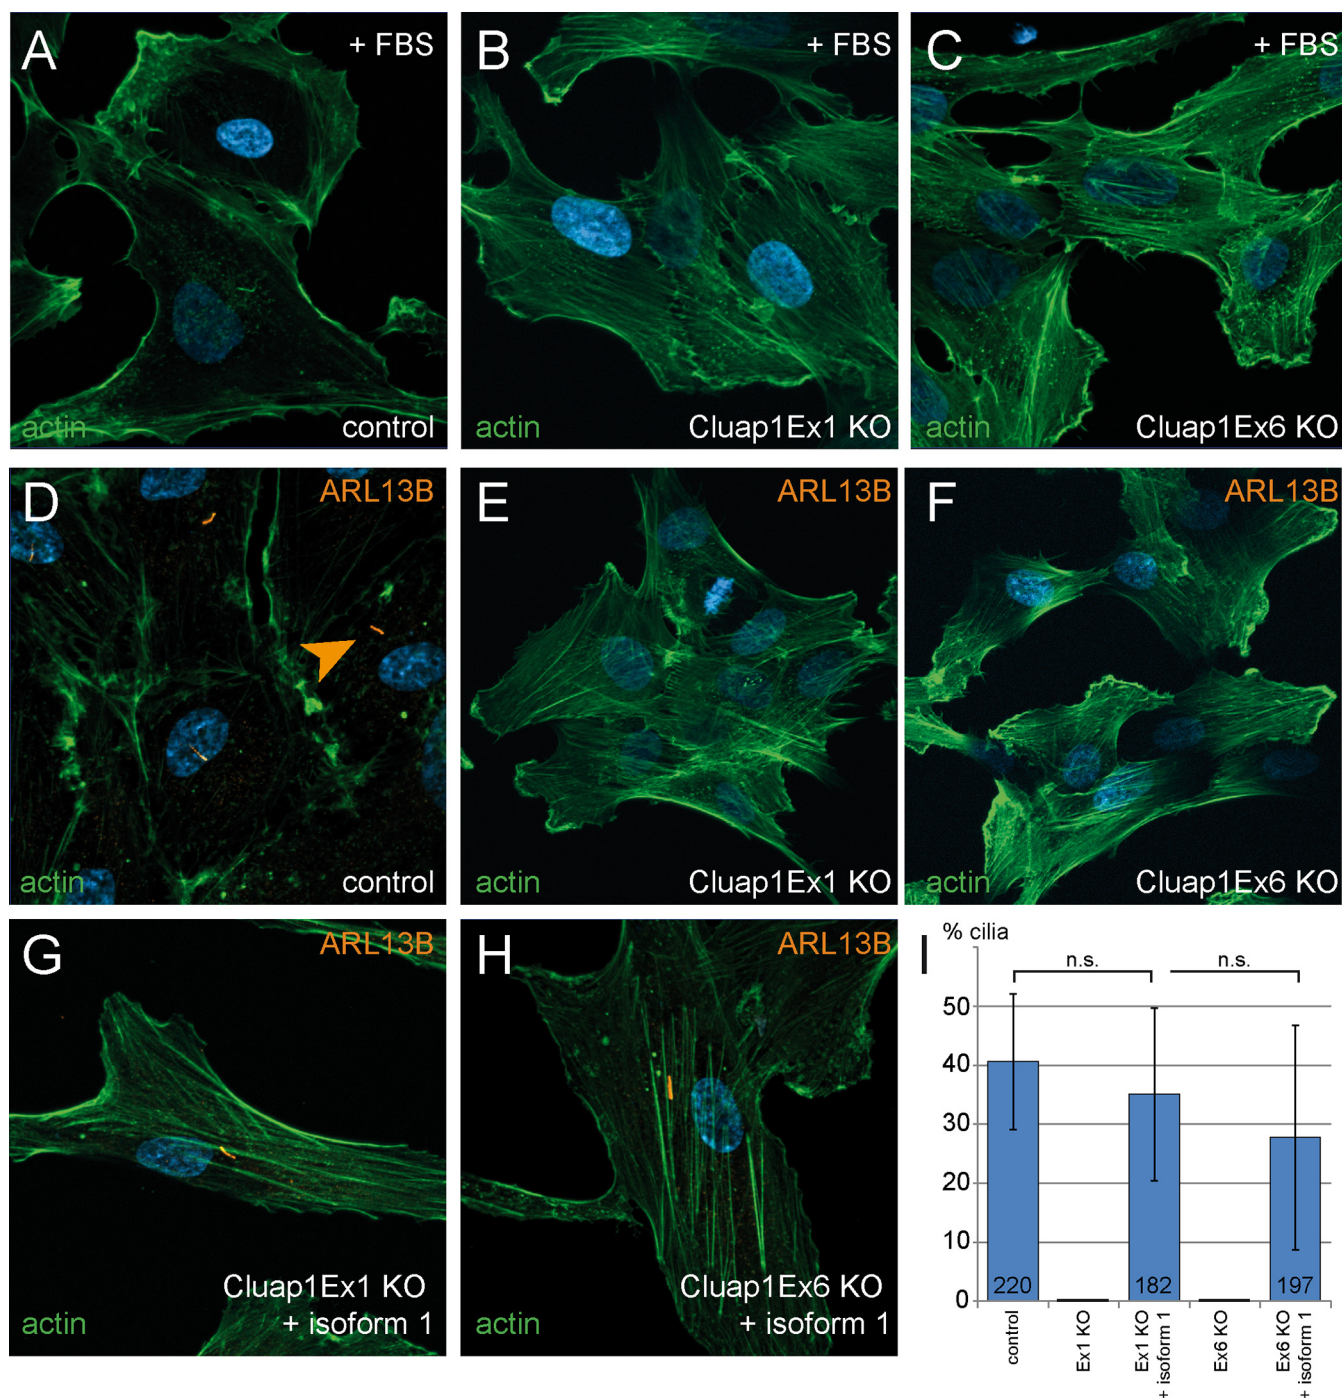 A
+ FBS
actin
control
B
+ FBS
actin
Cluap1Ex1 KO
C
+ FBS
actin
Cluap1Ex6 KO
D
ARL13B
actin
control
E
ARL13B
actin
Cluap1Ex1 KO
F
ARL13B
actin
Cluap1Ex6 KO
G
ARL13B
Cluap1Ex1 KO
+ isoform 1
actin
H
ARL13B
Cluap1Ex6 KO
+ isoform 1
actin
I
% cilia
n.s.
n.s.
50
40
30
20
10
0
220
182
197
control
Ex1 KO
Ex1 KO
+ isoform 1
Ex6 KO
Ex6 KO
+ isoform 1